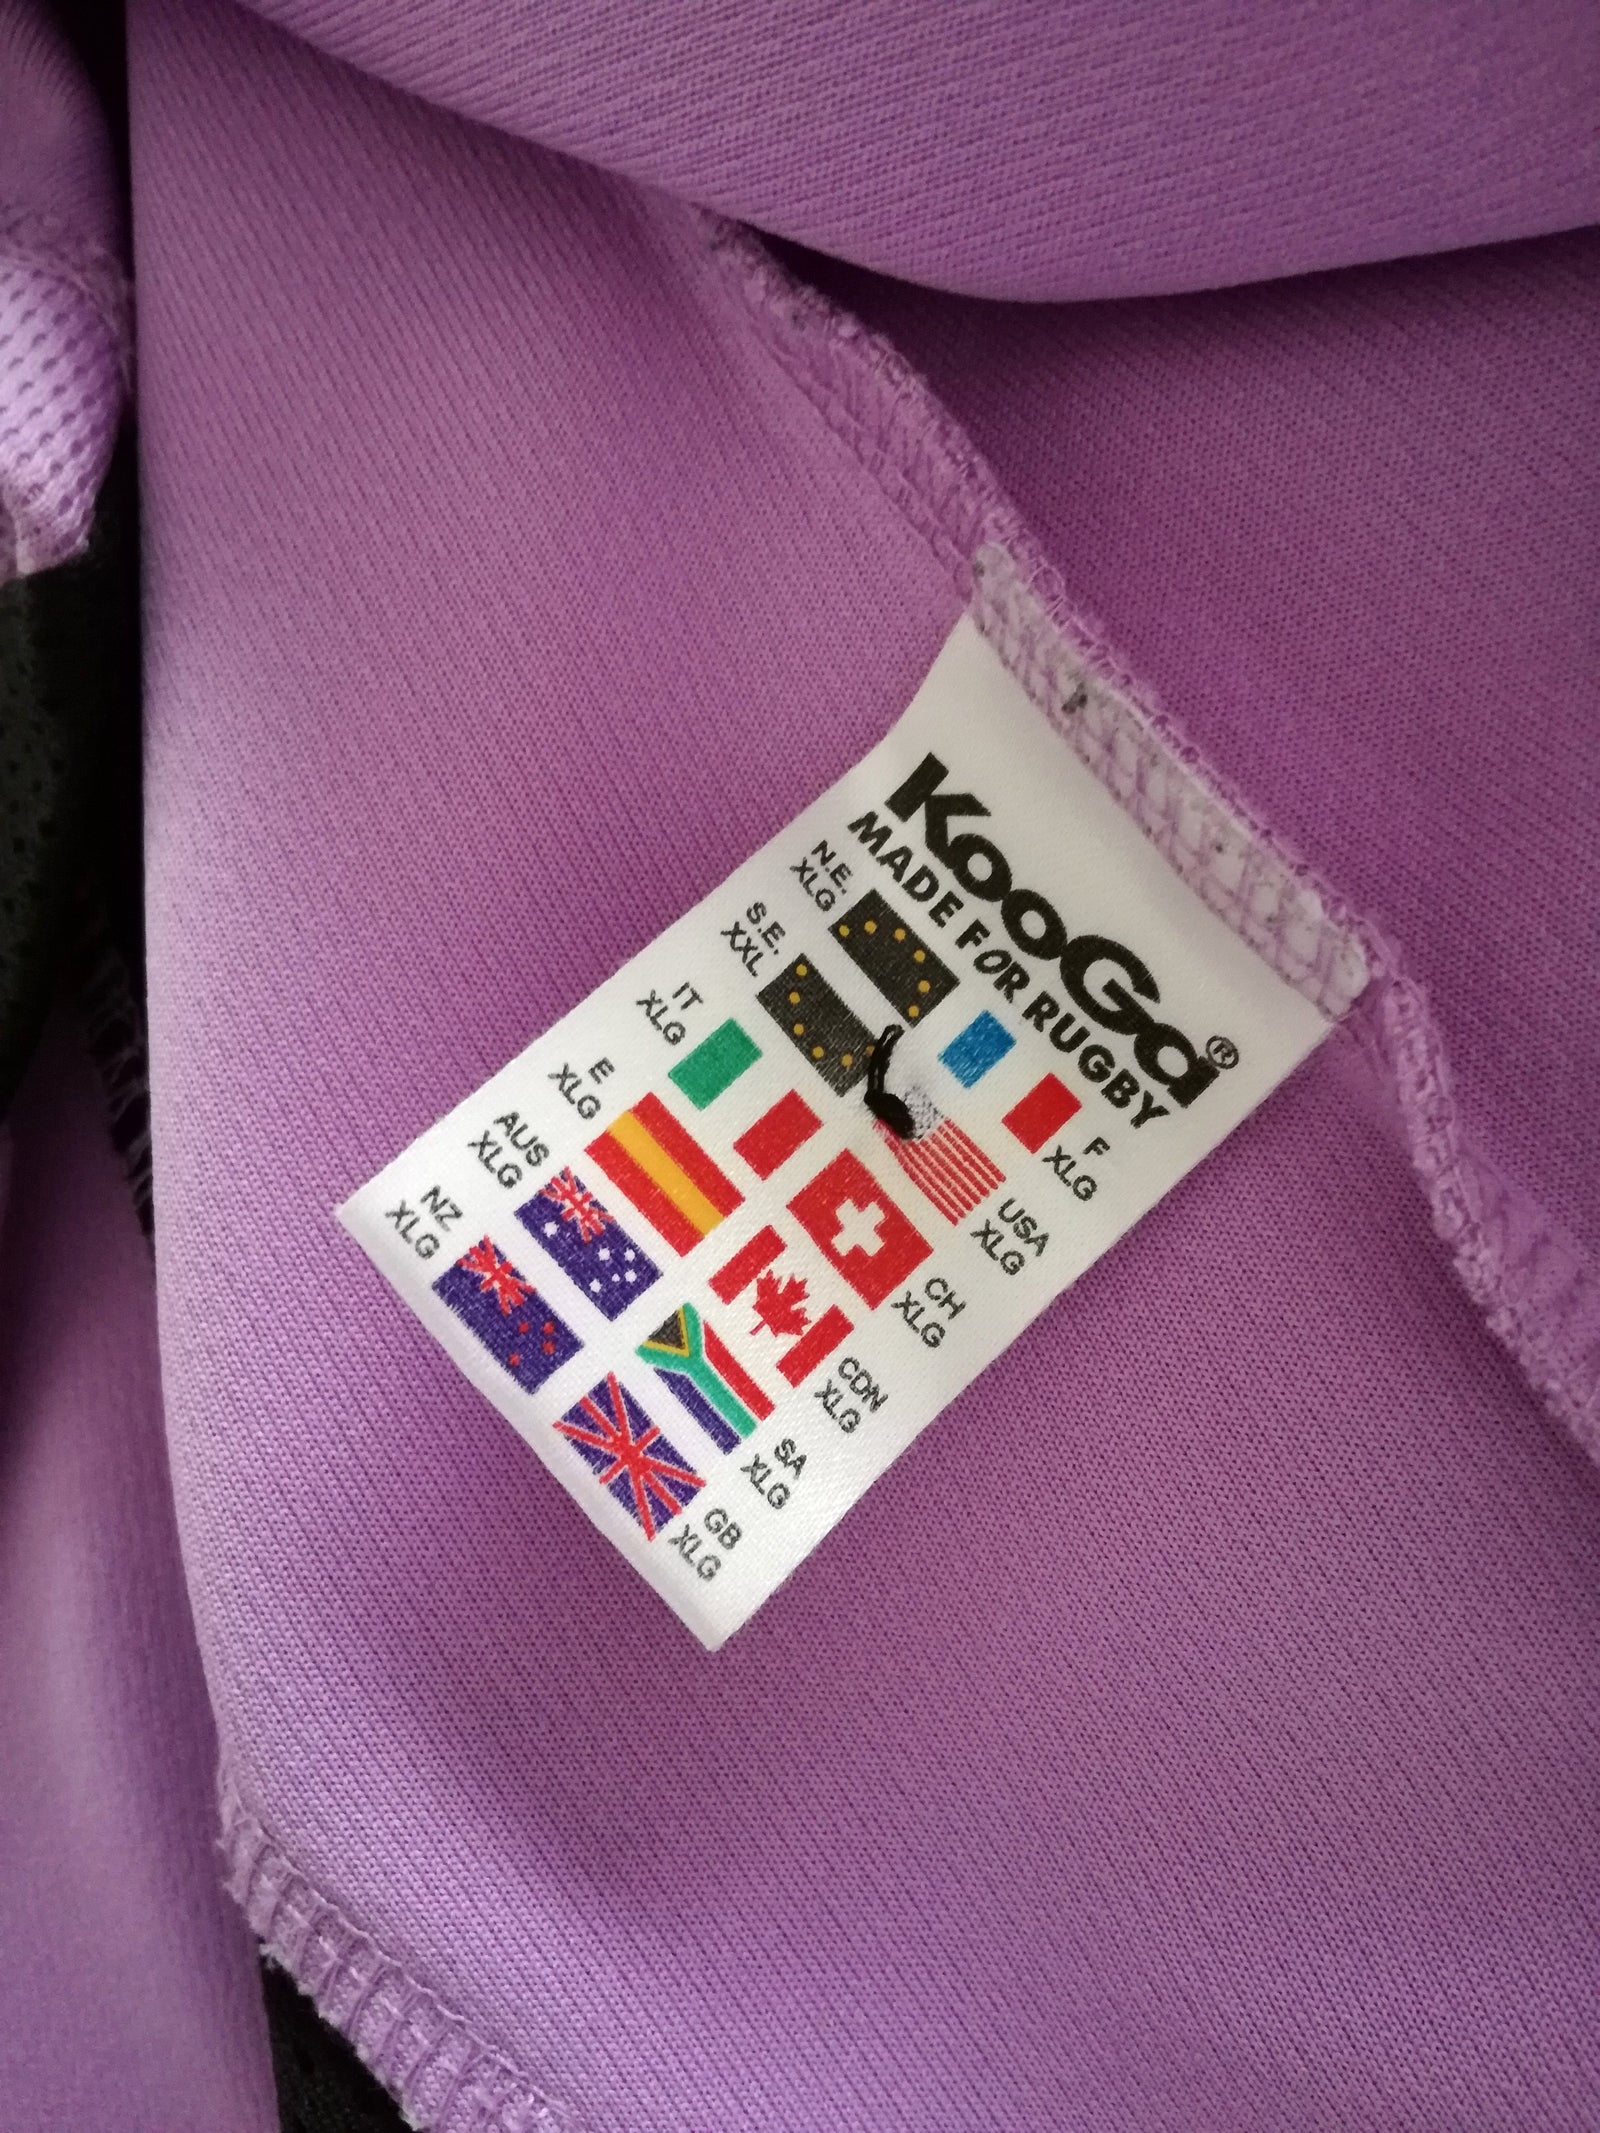 KooGa®
MADE FOR RUGBY
N.E.
XLG
F
XLG
S.E.
XXL
USA
XLG
IT
XLG
CH
XLG
E
XLG
CDN
XLG
AUS
XLG
SA
XLG
NZ
XLG
GB
XLG